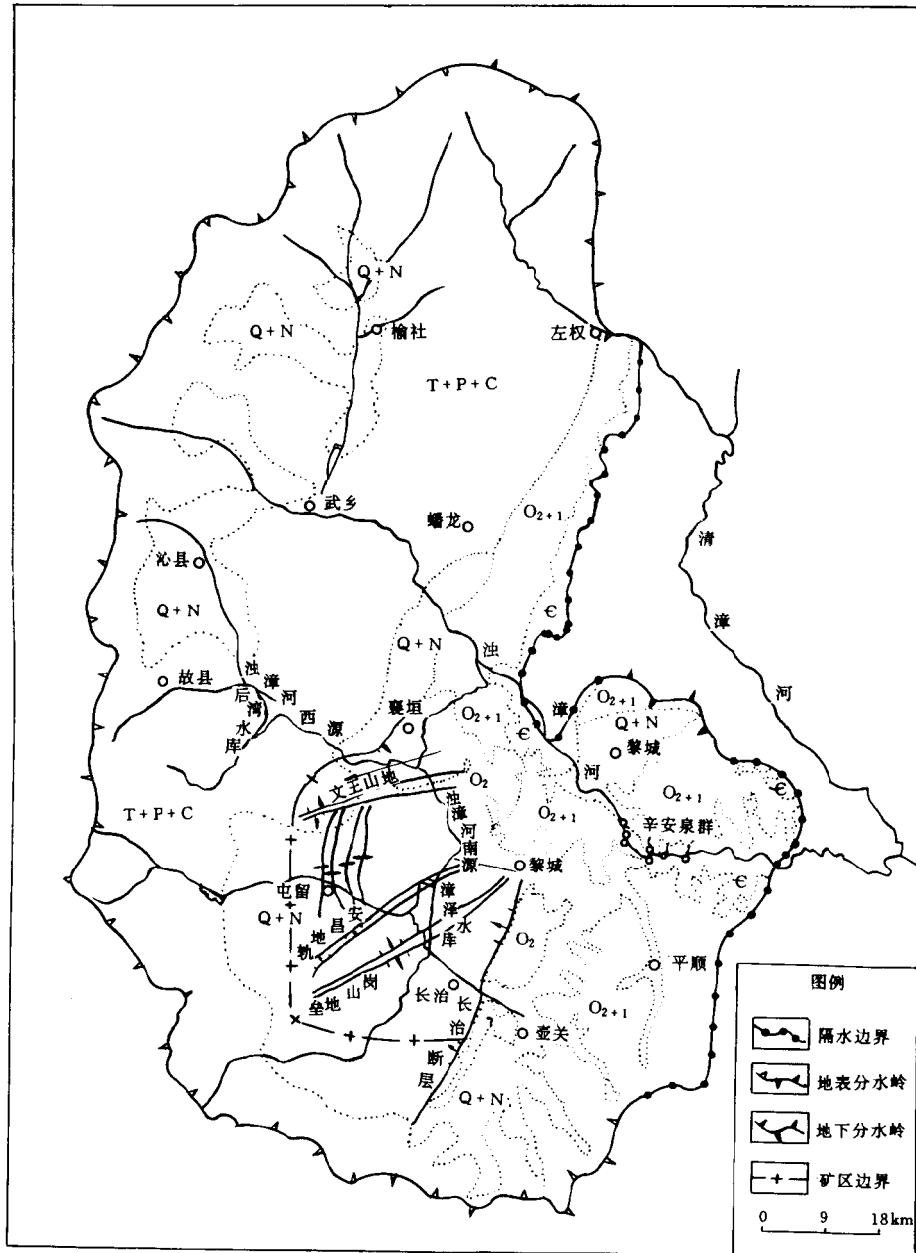 Q+N
Q+N
榆社
左权
T+P+C
武乡
蟠龙
O₂₊₁
清漳河
沁县
Q+N
Є
Q+N
浊漳河
故县
浊漳河西源
后湾水库
襄垣
O₂₊₁
Є
O₂₊₁
Q+N
黎城
文王山地
O₂
T+P+C
O₂₊₁
O₂₊₁
Є
浊漳河南源
辛安泉群
黎城
Є
屯留
Q+N
安昌地轨
漳泽水库
O₂
平顺
岗山地垒
长治
长治断层
壶关
O₂₊₁
Q+N
图例
隔水边界
地表分水岭
地下分水岭
矿区边界
0 9 18km